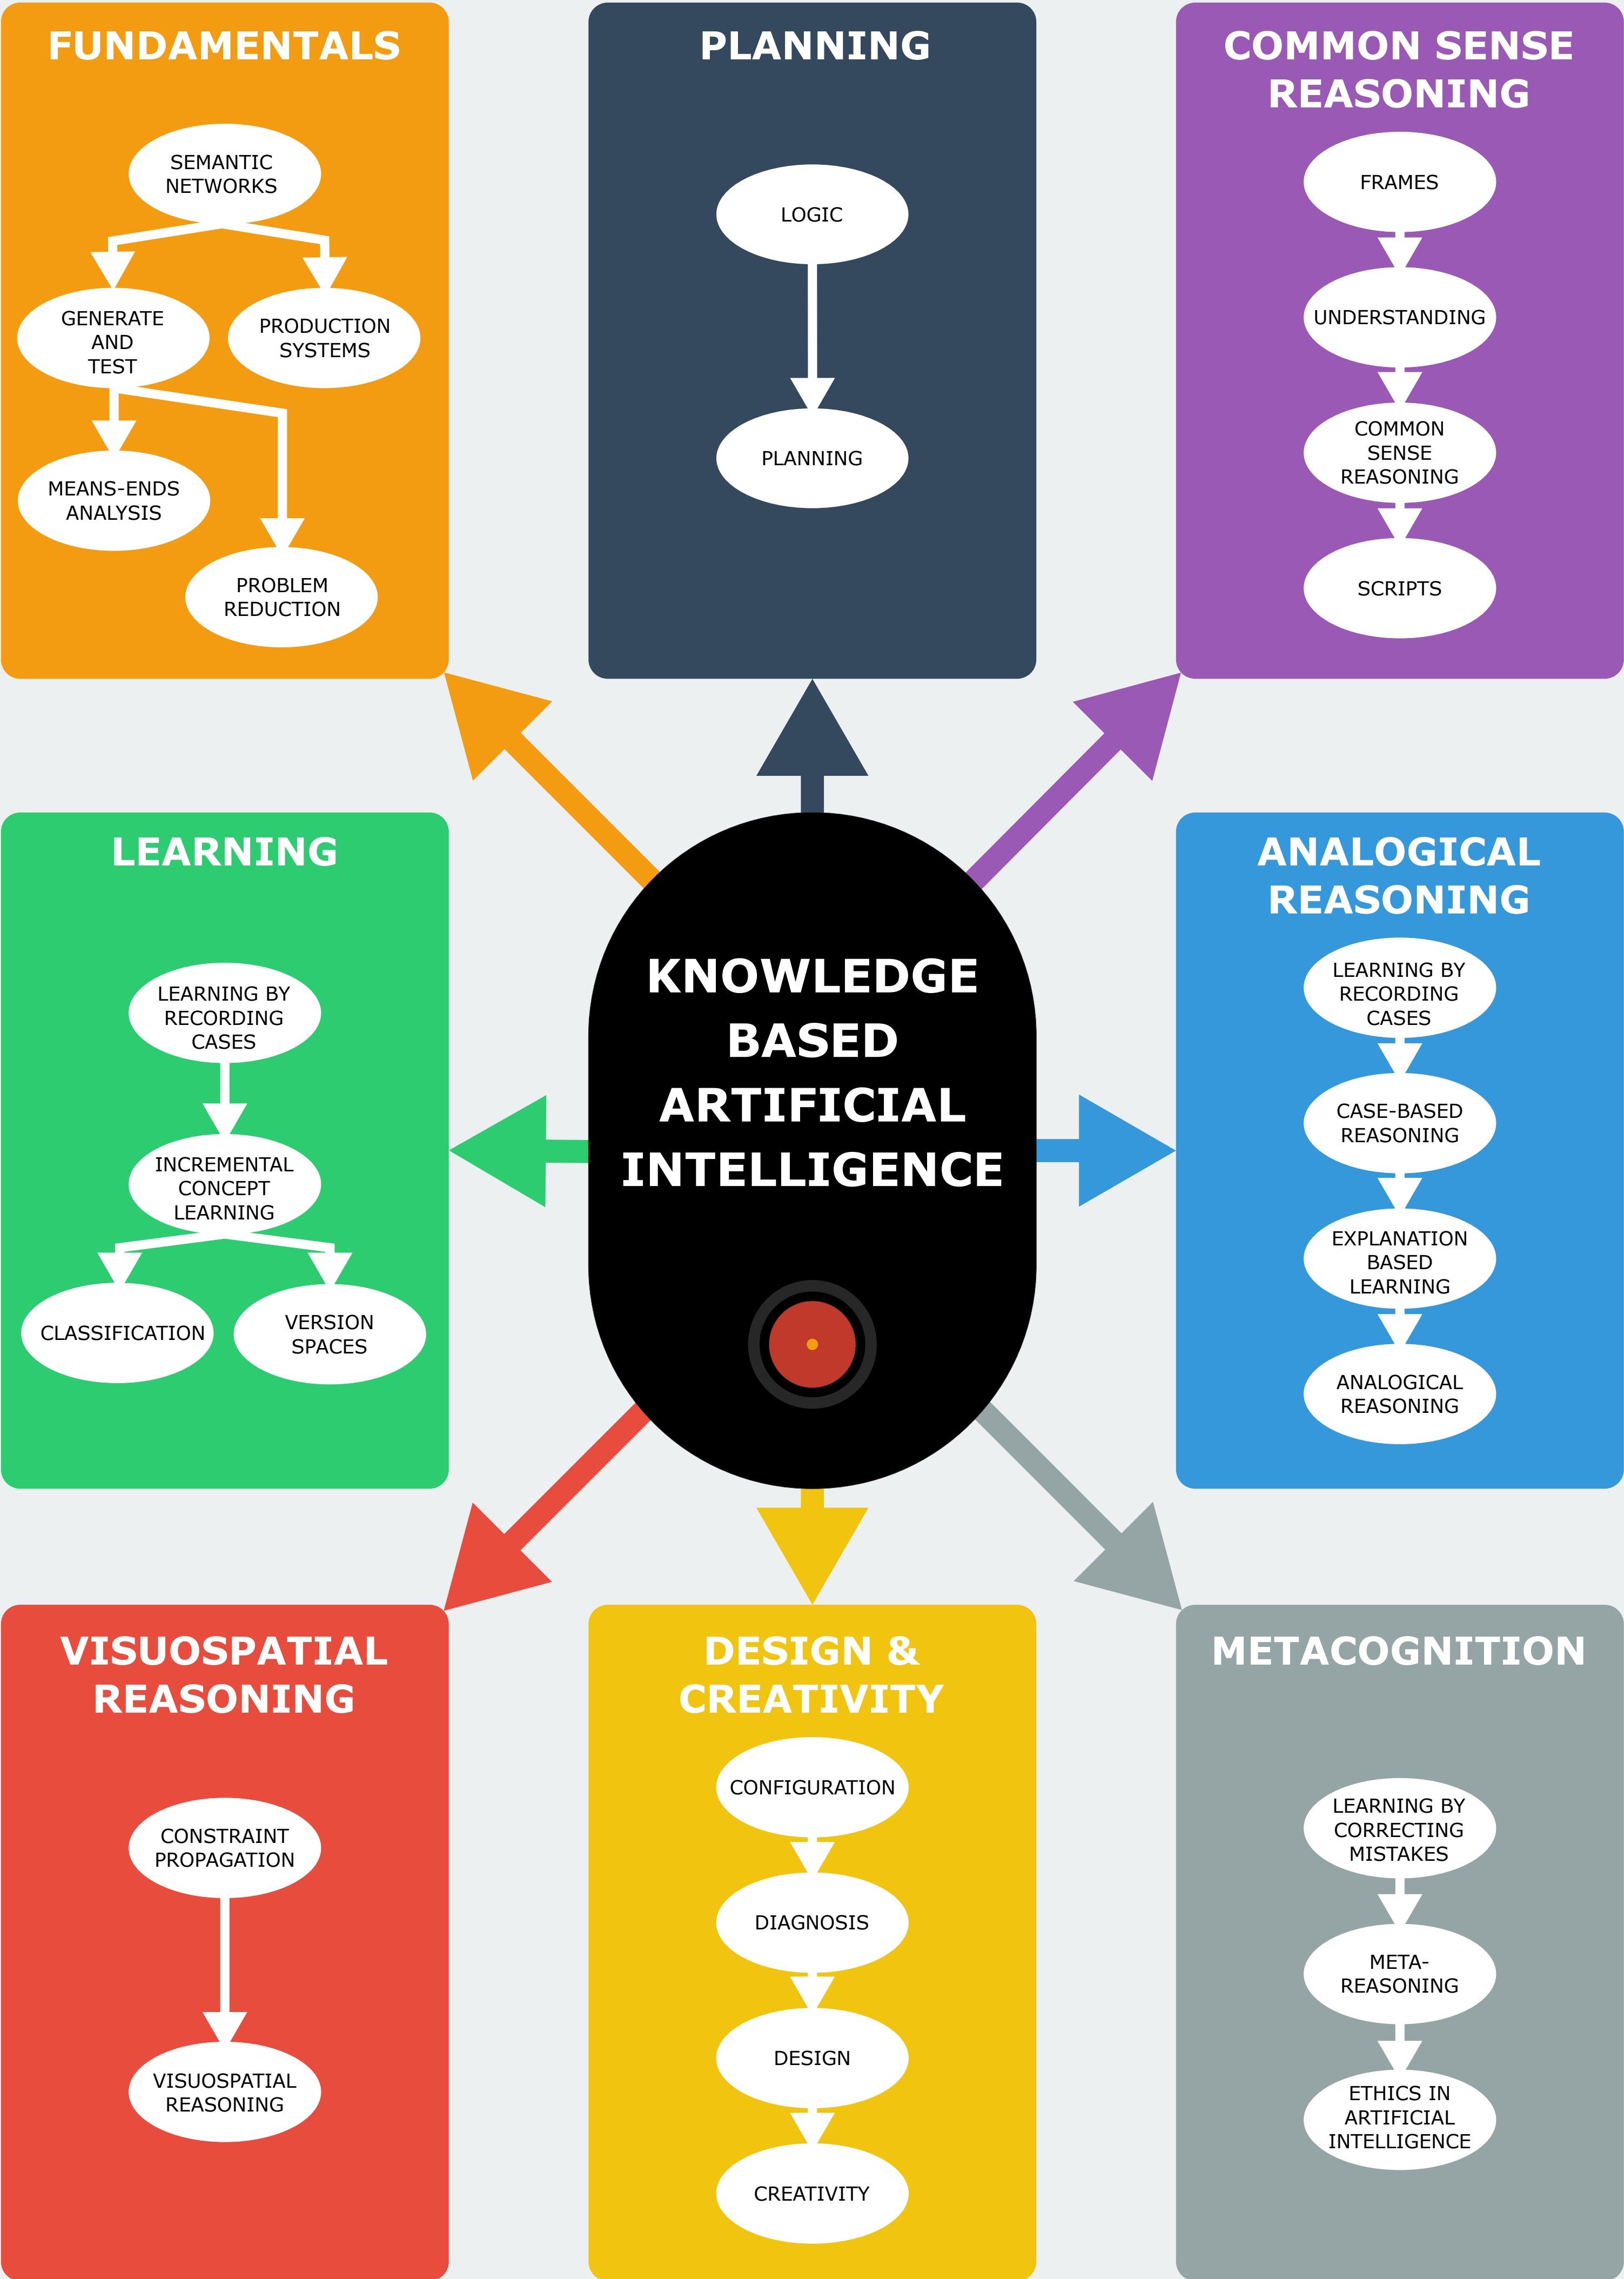 FUNDAMENTALS
SEMANTIC
NETWORKS
GENERATE
AND
TEST
PRODUCTION
SYSTEMS
MEANS-ENDS
ANALYSIS
PROBLEM
REDUCTION
PLANNING
LOGIC
PLANNING
COMMON SENSE
REASONING
FRAMES
UNDERSTANDING
COMMON
SENSE
REASONING
SCRIPTS
LEARNING
LEARNING BY
RECORDING
CASES
INCREMENTAL
CONCEPT
LEARNING
CLASSIFICATION
VERSION
SPACES
KNOWLEDGE
BASED
ARTIFICIAL
INTELLIGENCE
ANALOGICAL
REASONING
LEARNING BY
RECORDING
CASES
CASE-BASED
REASONING
EXPLANATION
BASED
LEARNING
ANALOGICAL
REASONING
VISUOSPATIAL
REASONING
CONSTRAINT
PROPAGATION
VISUOSPATIAL
REASONING
DESIGN &
CREATIVITY
CONFIGURATION
DIAGNOSIS
DESIGN
CREATIVITY
METACOGNITION
LEARNING BY
CORRECTING
MISTAKES
META-
REASONING
ETHICS IN
ARTIFICIAL
INTELLIGENCE